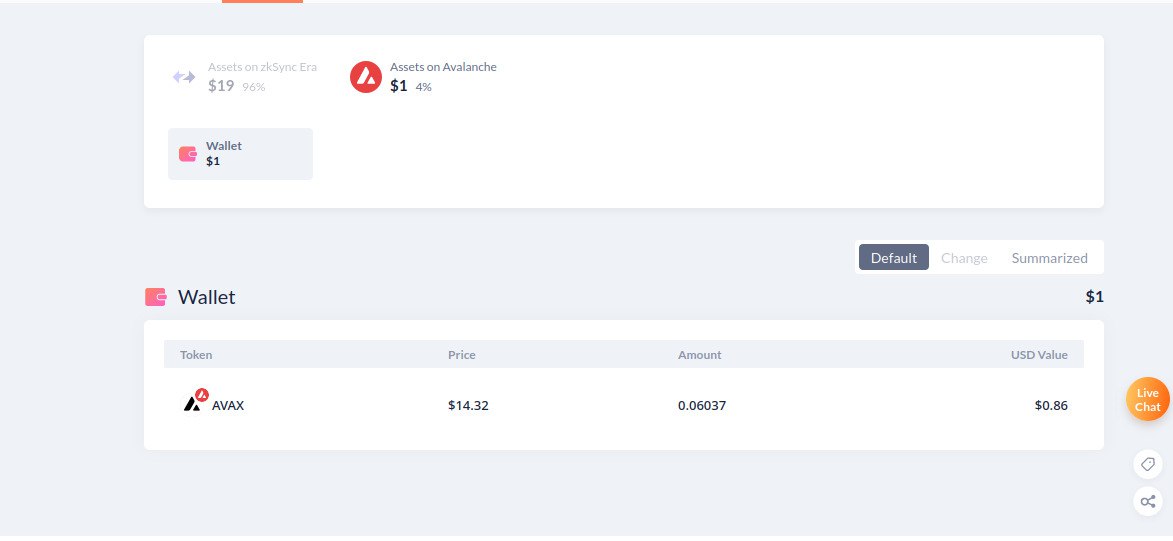 Assets on zkSync Era
$19 96%
Assets on Avalanche
$1 4%
Wallet
$1
Default Change Summarized
Wallet $1
Token Price Amount USD Value
AVAX $14.32 0.06037 $0.86
Live
Chat